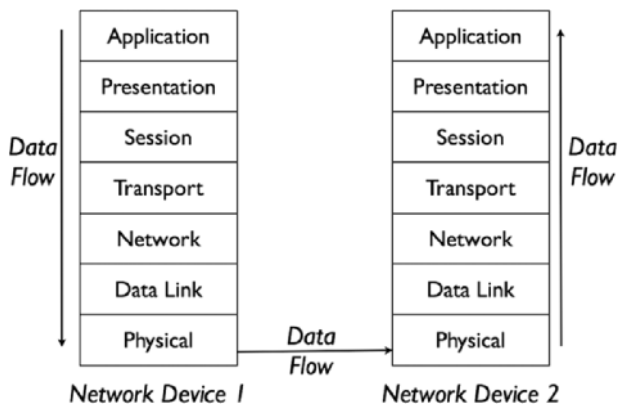 Application
Presentation
Session
Transport
Network
Data Link
Physical
Data
Flow
Network Device 1
Data
Flow
Application
Presentation
Session
Transport
Network
Data Link
Physical
Data
Flow
Network Device 2